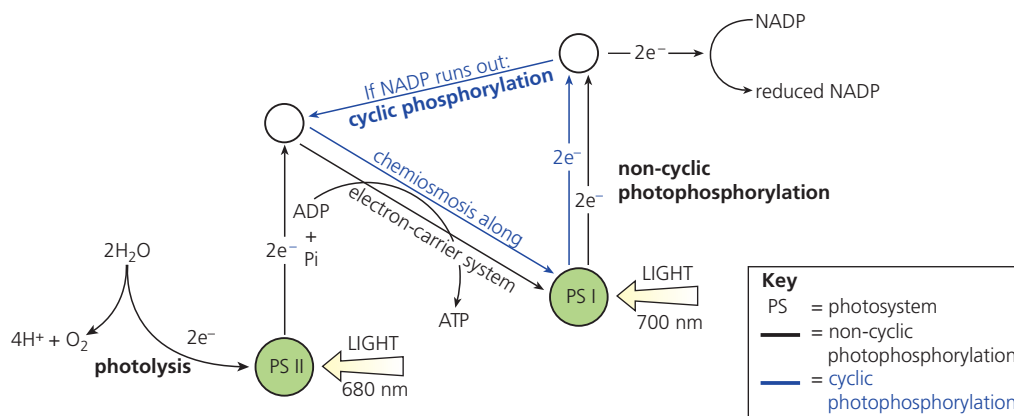 NADP
2e⁻
reduced NADP
If NADP runs out:
cyclic phosphorylation
2e⁻
2e⁻
non-cyclic
photophosphorylation
chemiosmosis along
electron-carrier system
ADP
+
Pi
2e⁻
ATP
2H₂O
4H⁺ + O₂
2e⁻
photolysis
PS II
LIGHT
680 nm
PS I
LIGHT
700 nm
Key
PS = photosystem
= non-cyclic
photophosphorylation
= cyclic
photophosphorylation